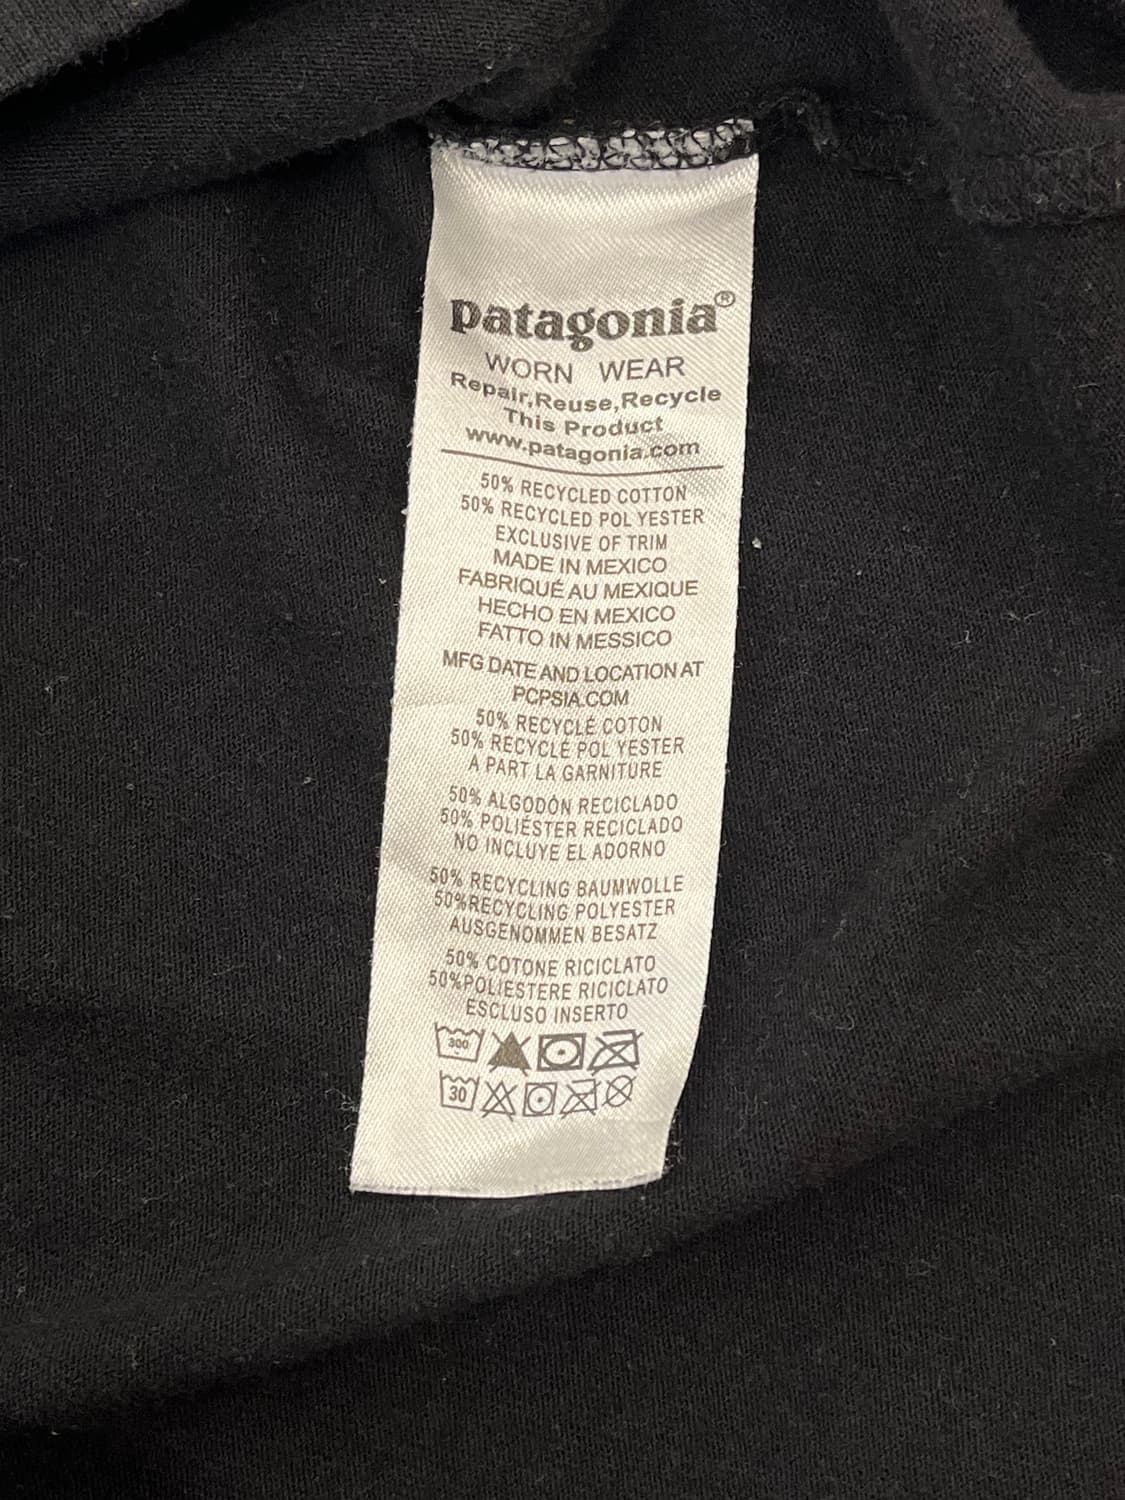 patagonia®
WORN WEAR
Repair,Reuse,Recycle
This Product
www.patagonia.com
50% RECYCLED COTTON
50% RECYCLED POL YESTER
EXCLUSIVE OF TRIM
MADE IN MEXICO
FABRIQUÉ AU MEXIQUE
HECHO EN MEXICO
FATTO IN MESSICO
MFG DATE AND LOCATION AT
PCPSIA.COM
50% RECYCLÉ COTON
50% RECYCLÉ POL YESTER
A PART LA GARNITURE
50% ALGODÓN RECICLADO
50% POLIÉSTER RECICLADO
NO INCLUYE EL ADORNO
50% RECYCLING BAUMWOLLE
50%RECYCLING POLYESTER
AUSGENOMMEN BESATZ
50% COTONE RICICLATO
50%POLIESTERE RICICLATO
ESCLUSO INSERTO
300
30